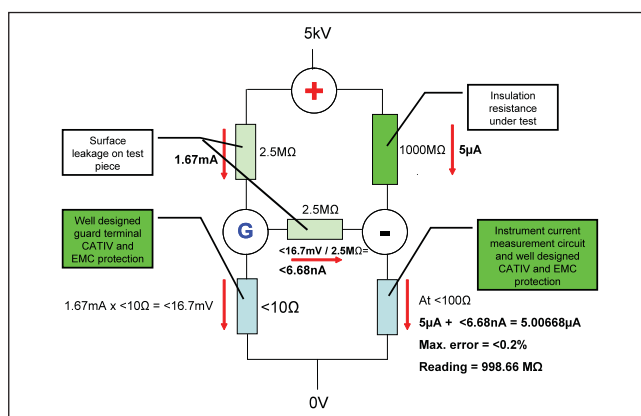 5kV
+
Insulation
resistance
under test
Surface
leakage on test
piece
1.67mA
2.5MΩ
1000MΩ
5µA
2.5MΩ
G
-
Well designed
guard terminal
CATIV and
EMC protection
<16.7mV / 2.5MΩ=
<6.68nA
Instrument current
measurement circuit
and well designed
CATIV and EMC
protection
1.67mA x <10Ω = <16.7mV
<10Ω
At <100Ω
5µA + <6.68nA = 5.00668µA
Max. error = <0.2%
Reading = 998.66 MΩ
0V